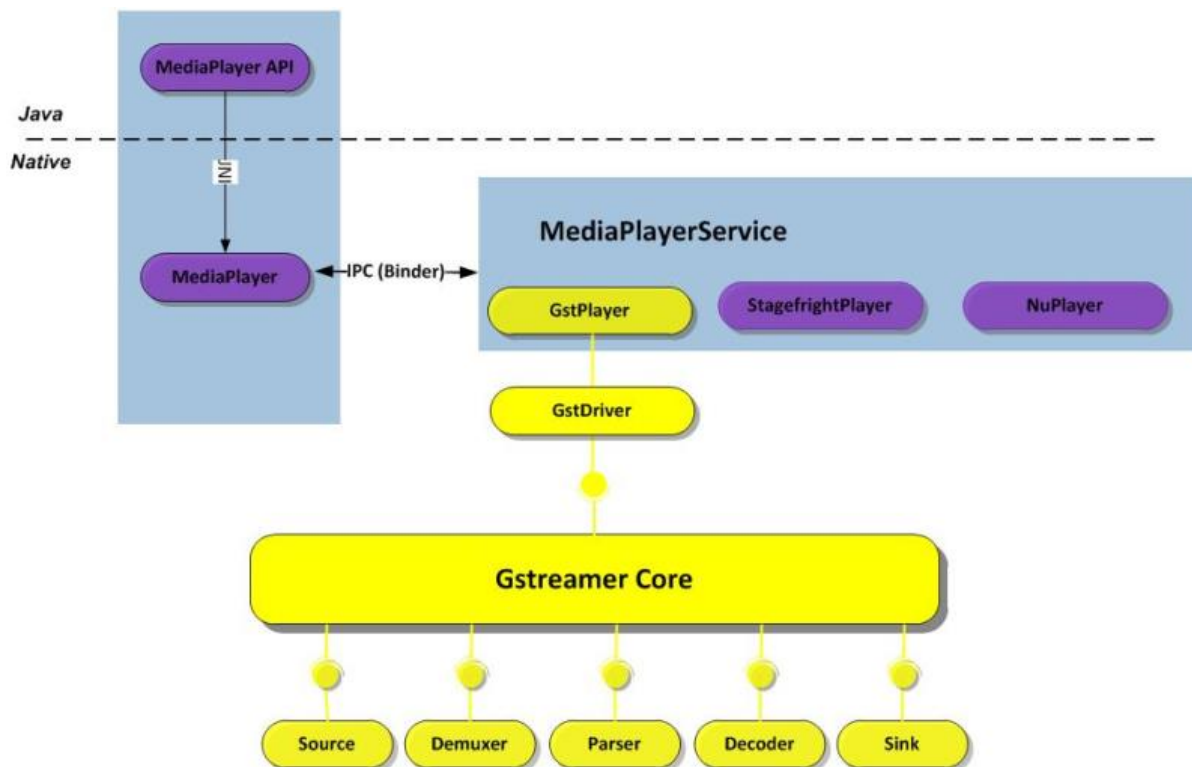 MediaPlayer API
Java
Native
JNI
MediaPlayer
IPC (Binder)
MediaPlayerService
GstPlayer
StagefrightPlayer
NuPlayer
GstDriver
Gstreamer Core
Source
Demuxer
Parser
Decoder
Sink